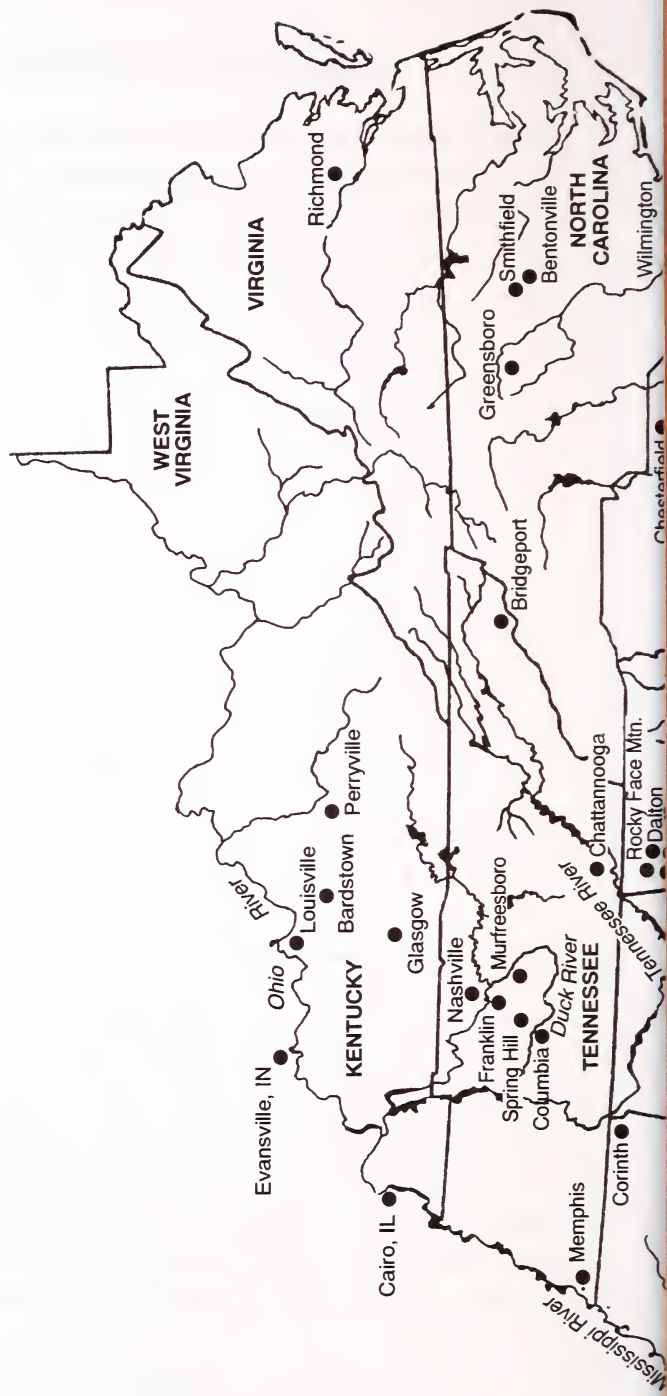 WEST
VIRGINIA
VIRGINIA
Richmond
Ohio
River
Evansville, IN
Louisville
Bardstown
Perryville
KENTUCKY
Glasgow
Cairo, IL
Nashville
Franklin
Murfreesboro
Spring Hill
Columbia
Duck River
TENNESSEE
Bridgeport
Greensboro
Smithfield
Bentonville
NORTH
CAROLINA
Wilmington
Memphis
Corinth
Mississippi River
Tennessee River
Chattannooga
Rocky Face Mtn.
Dalton
Chesterfield